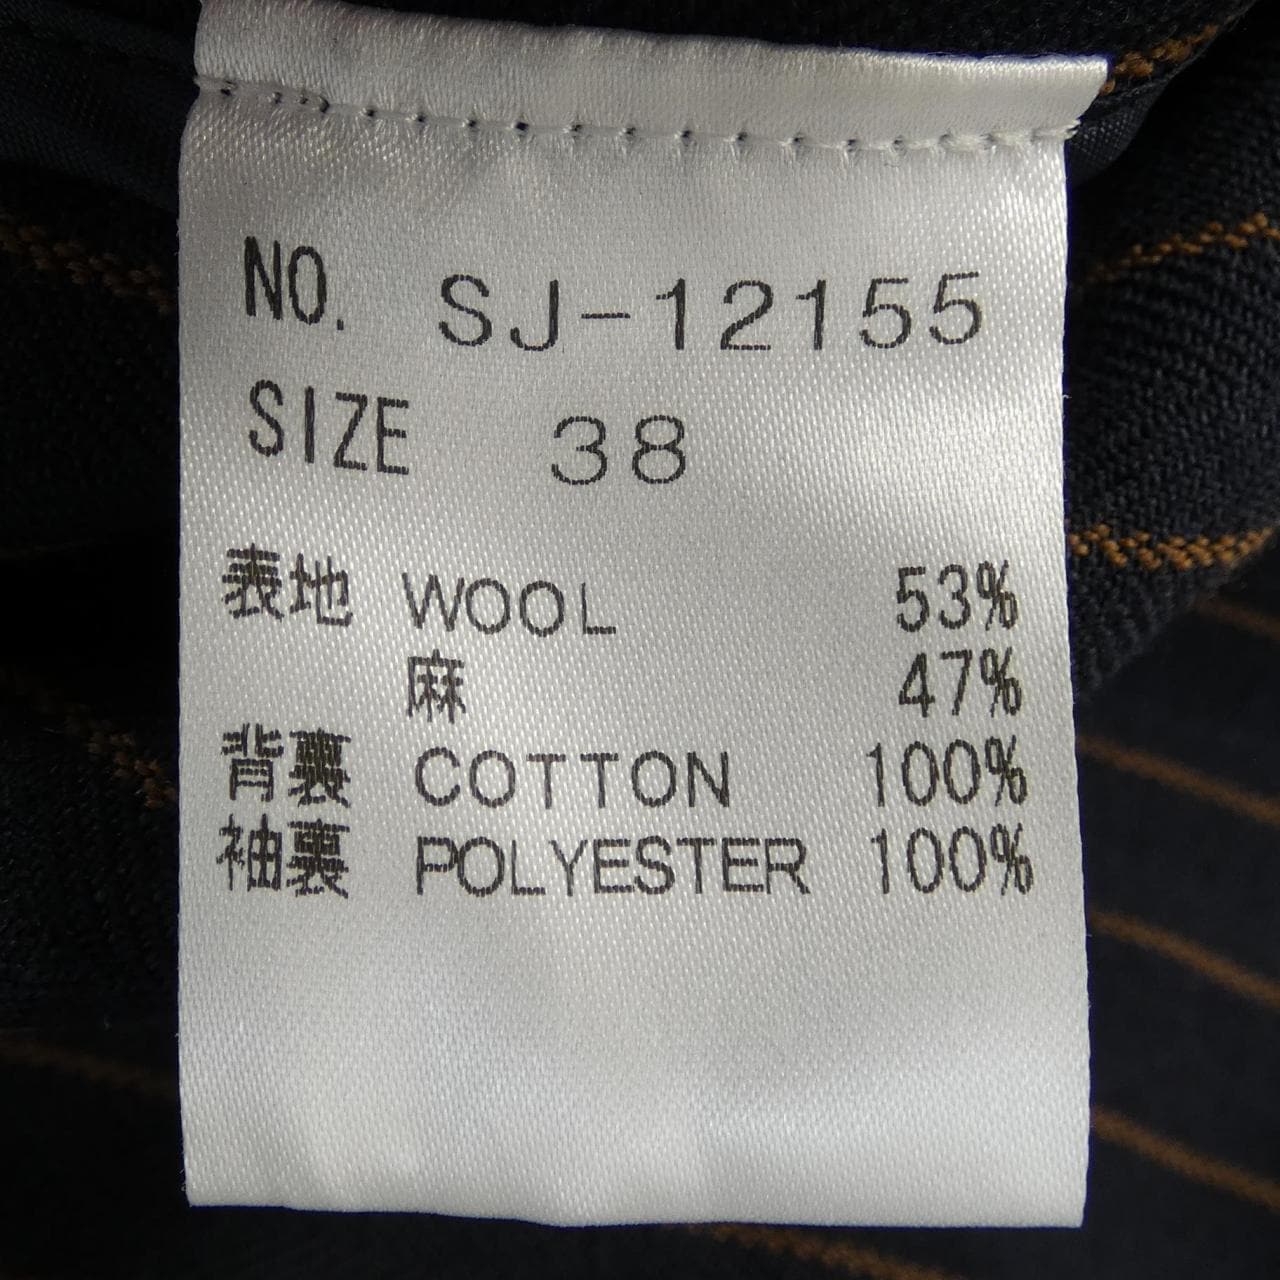 NO. SJ-12155
SIZE 38
表地 WOOL 53%
麻 47%
背裏 COTTON 100%
袖裏 POLYESTER 100%